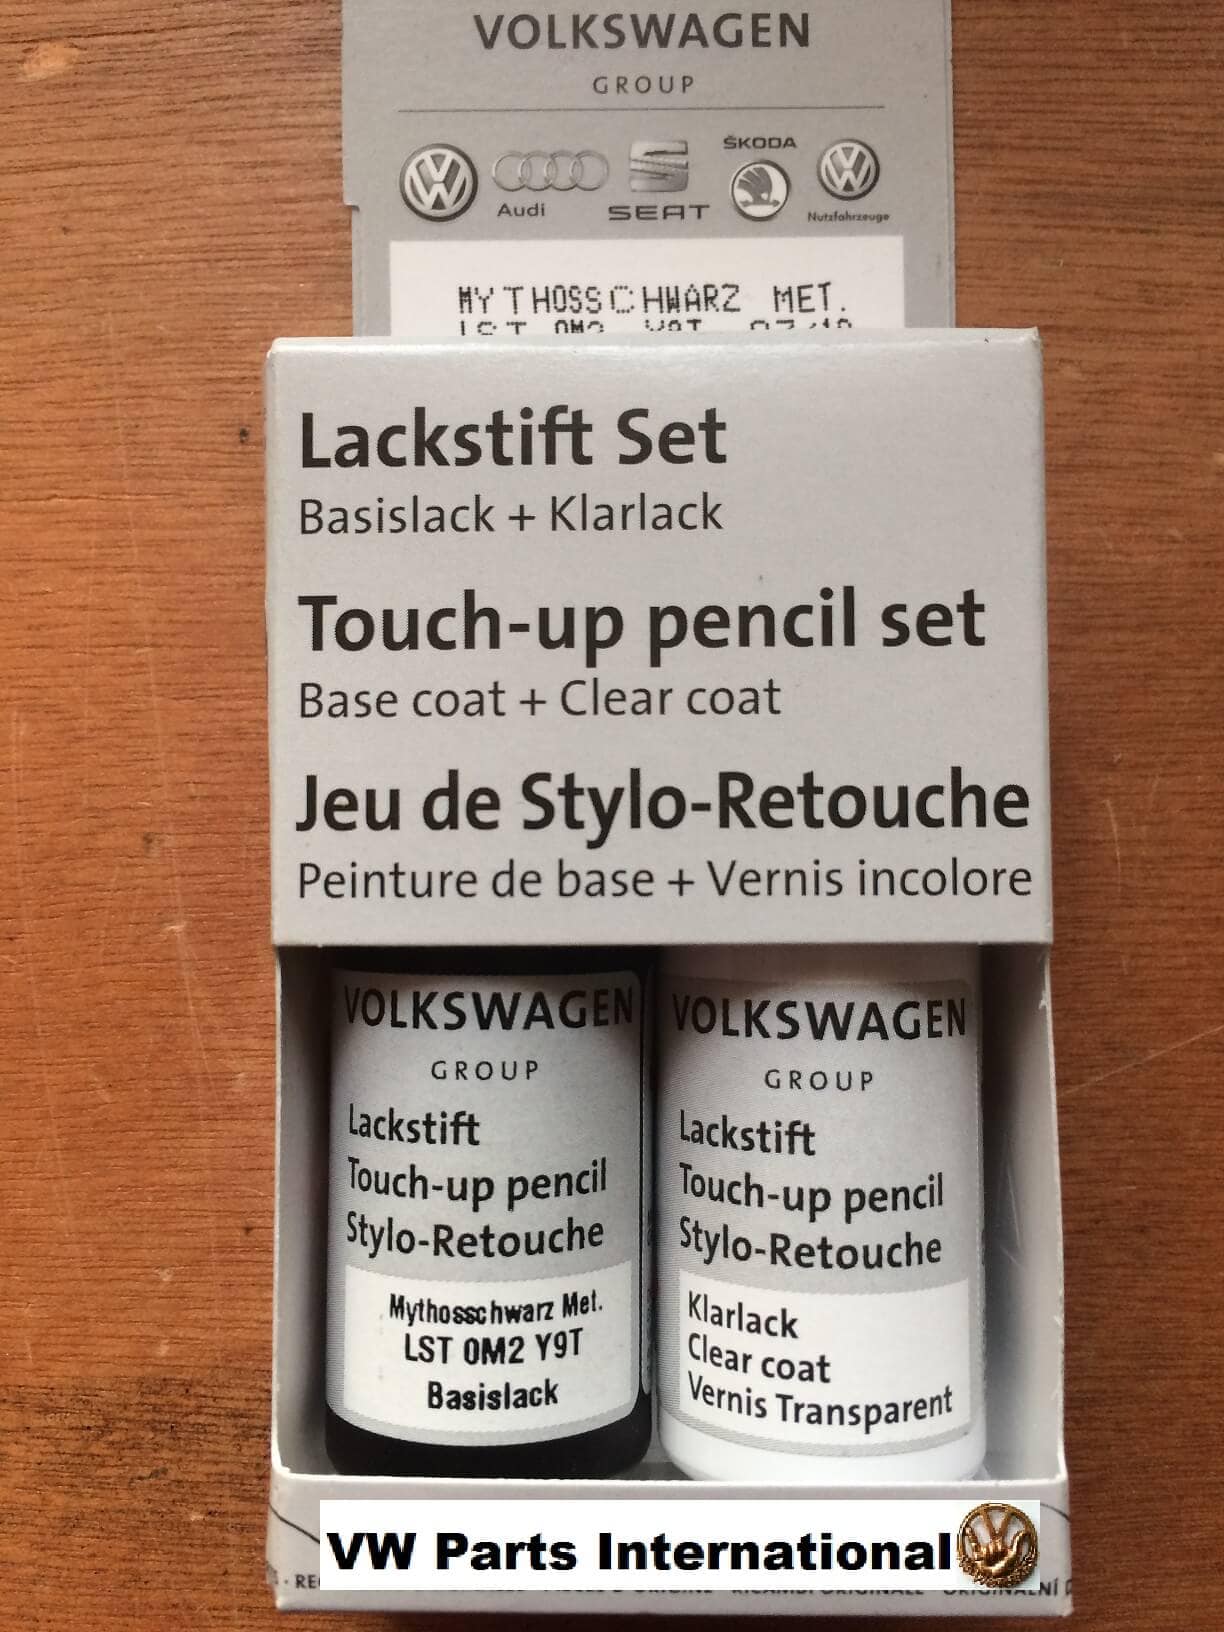 VOLKSWAGEN
GROUP
ŠKODA
Audi
SEAT
Nutzfahrzeuge
MYTHOSSCHWARZ MET.
LST
Lackstift Set
Basislack + Klarlack
Touch-up pencil set
Base coat + Clear coat
Jeu de Stylo-Retouche
Peinture de base + Vernis incolore
VOLKSWAGEN
GROUP
Lackstift
Touch-up pencil
Stylo-Retouche
Mythosschwarz Met.
LST 0M2 Y9T
Basislack
VOLKSWAGEN
GROUP
Lackstift
Touch-up pencil
Stylo-Retouche
Klarlack
Clear coat
Vernis Transparent
VW Parts International